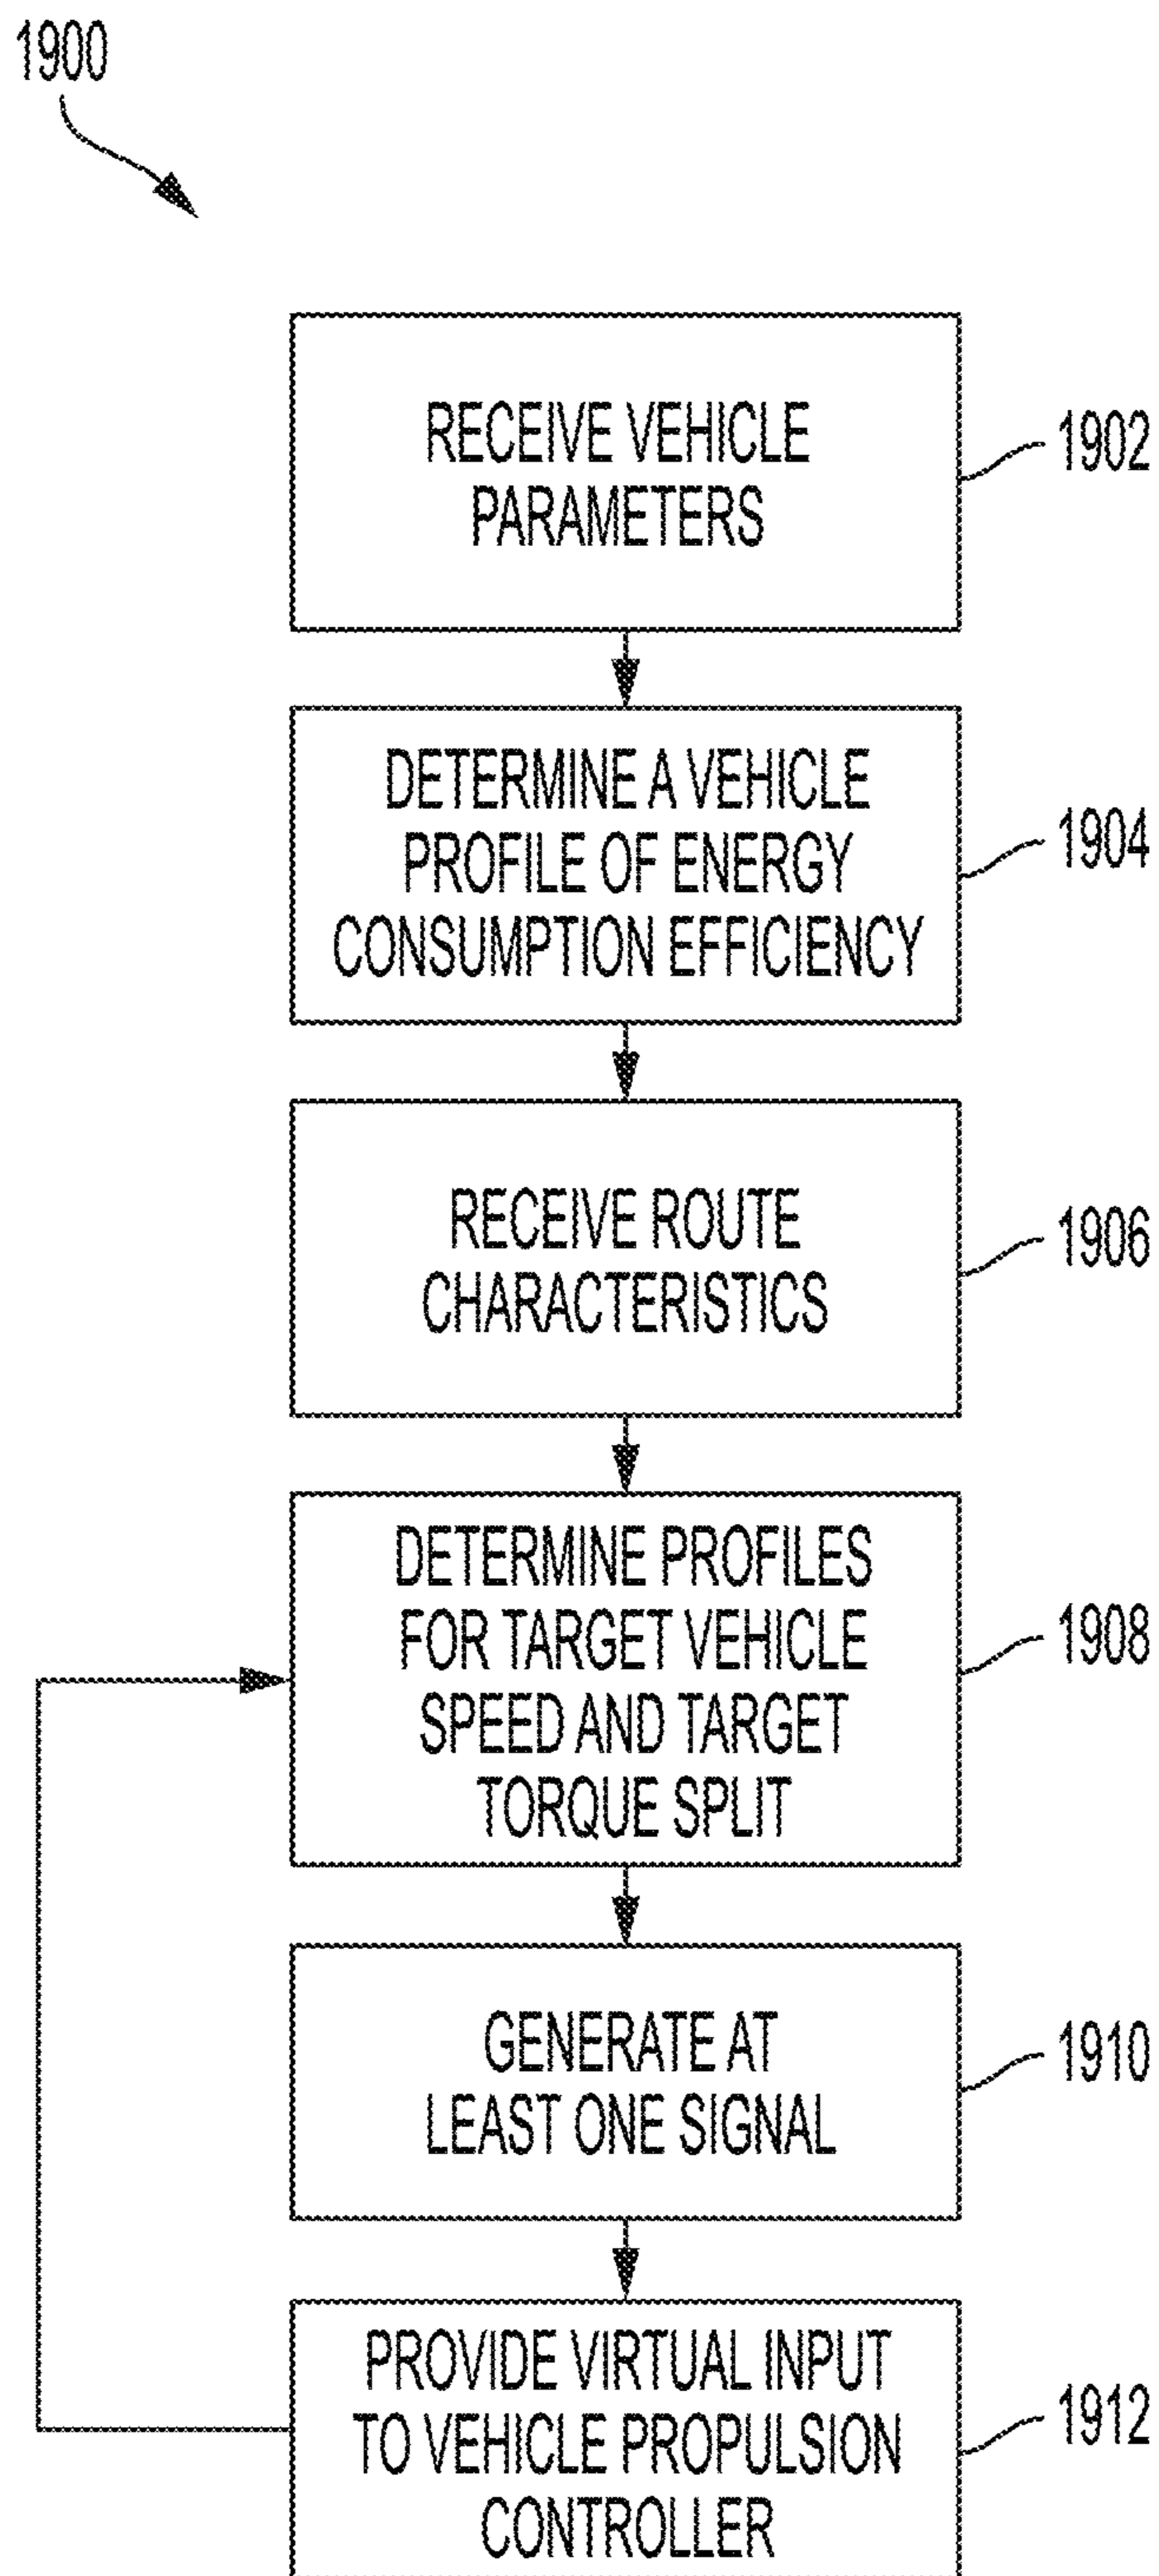 1900
RECEIVE VEHICLE
PARAMETERS
1902
DETERMINE A VEHICLE
PROFILE OF ENERGY
CONSUMPTION EFFICIENCY
1904
RECEIVE ROUTE
CHARACTERISTICS
1906
DETERMINE PROFILES
FOR TARGET VEHICLE
SPEED AND TARGET
TORQUE SPLIT
1908
GENERATE AT
LEAST ONE SIGNAL
1910
PROVIDE VIRTUAL INPUT
TO VEHICLE PROPULSION
CONTROLLER
1912